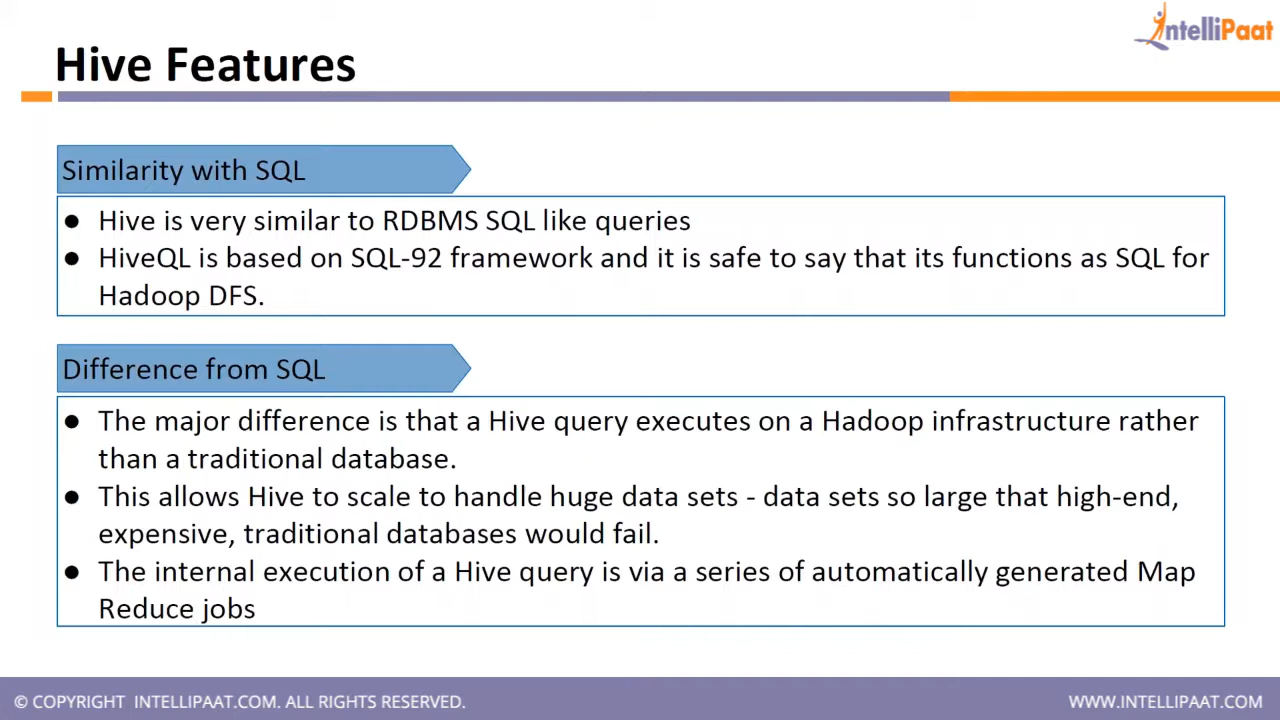 IntelliPaat
Hive Features
Similarity with SQL
● Hive is very similar to RDBMS SQL like queries
● HiveQL is based on SQL-92 framework and it is safe to say that its functions as SQL for
Hadoop DFS.
Difference from SQL
● The major difference is that a Hive query executes on a Hadoop infrastructure rather
than a traditional database.
● This allows Hive to scale to handle huge data sets - data sets so large that high-end,
expensive, traditional databases would fail.
● The internal execution of a Hive query is via a series of automatically generated Map
Reduce jobs
© COPYRIGHT INTELLIPAAT.COM. ALL RIGHTS RESERVED.
WWW.INTELLIPAAT.COM